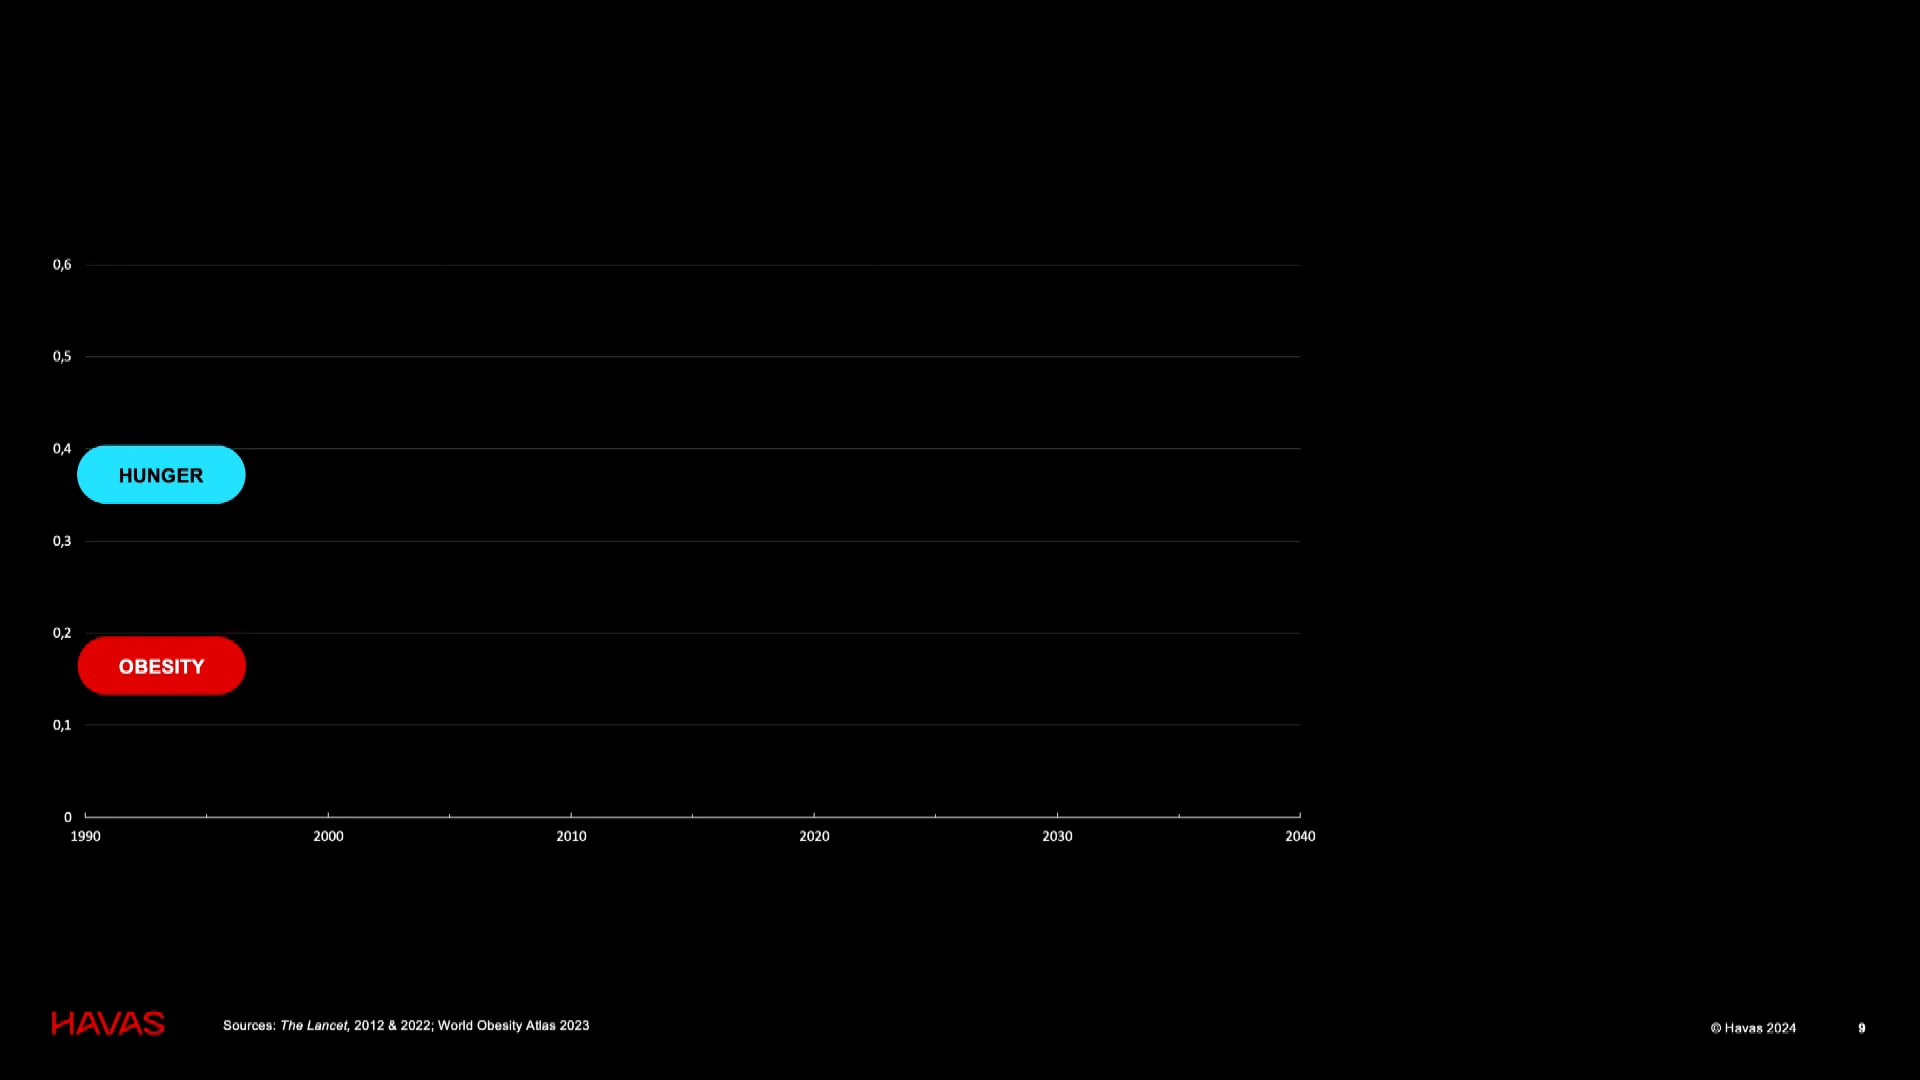 0,6
0,5
0,4
HUNGER
0,3
0,2
OBESITY
0,1
0
1990 2000 2010 2020 2030 2040
HAVAS Sources: The Lancet, 2012 & 2022; World Obesity Atlas 2023 © Havas 2024 9